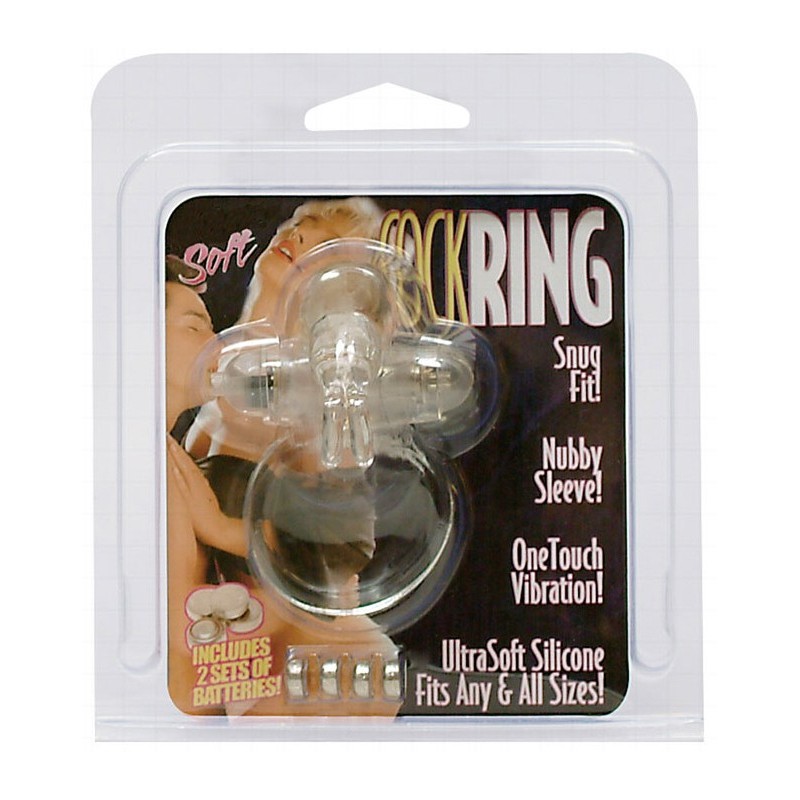 Soft
COCKRING
Snug
Fit!
Nubby
Sleeve!
OneTouch
Vibration!
INCLUDES
2 SETS OF
BATTERIES!
UltraSoft Silicone
Fits Any & All Sizes!